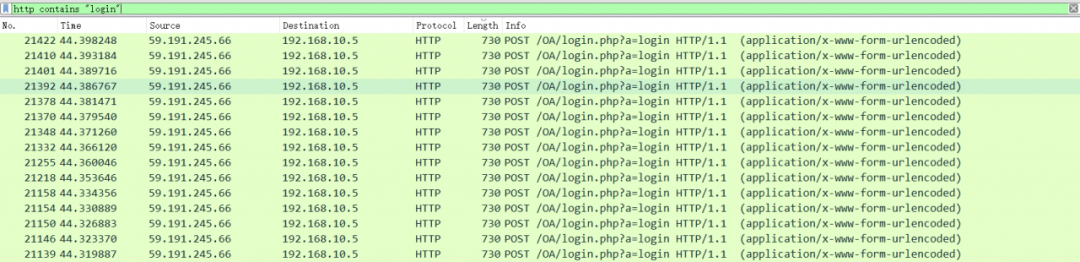 http contains "login"
No. Time Source Destination Protocol Length Info
21422 44.398248 59.191.245.66 192.168.10.5 HTTP 730 POST /OA/login.php?a=login HTTP/1.1 (application/x-www-form-urlencoded)
21410 44.393184 59.191.245.66 192.168.10.5 HTTP 730 POST /OA/login.php?a=login HTTP/1.1 (application/x-www-form-urlencoded)
21401 44.389716 59.191.245.66 192.168.10.5 HTTP 730 POST /OA/login.php?a=login HTTP/1.1 (application/x-www-form-urlencoded)
21392 44.386767 59.191.245.66 192.168.10.5 HTTP 730 POST /OA/login.php?a=login HTTP/1.1 (application/x-www-form-urlencoded)
21378 44.381471 59.191.245.66 192.168.10.5 HTTP 730 POST /OA/login.php?a=login HTTP/1.1 (application/x-www-form-urlencoded)
21370 44.379540 59.191.245.66 192.168.10.5 HTTP 730 POST /OA/login.php?a=login HTTP/1.1 (application/x-www-form-urlencoded)
21348 44.371260 59.191.245.66 192.168.10.5 HTTP 730 POST /OA/login.php?a=login HTTP/1.1 (application/x-www-form-urlencoded)
21332 44.366120 59.191.245.66 192.168.10.5 HTTP 730 POST /OA/login.php?a=login HTTP/1.1 (application/x-www-form-urlencoded)
21255 44.360046 59.191.245.66 192.168.10.5 HTTP 730 POST /OA/login.php?a=login HTTP/1.1 (application/x-www-form-urlencoded)
21218 44.353646 59.191.245.66 192.168.10.5 HTTP 730 POST /OA/login.php?a=login HTTP/1.1 (application/x-www-form-urlencoded)
21158 44.334356 59.191.245.66 192.168.10.5 HTTP 730 POST /OA/login.php?a=login HTTP/1.1 (application/x-www-form-urlencoded)
21154 44.330889 59.191.245.66 192.168.10.5 HTTP 730 POST /OA/login.php?a=login HTTP/1.1 (application/x-www-form-urlencoded)
21150 44.326883 59.191.245.66 192.168.10.5 HTTP 730 POST /OA/login.php?a=login HTTP/1.1 (application/x-www-form-urlencoded)
21146 44.323370 59.191.245.66 192.168.10.5 HTTP 730 POST /OA/login.php?a=login HTTP/1.1 (application/x-www-form-urlencoded)
21139 44.319887 59.191.245.66 192.168.10.5 HTTP 730 POST /OA/login.php?a=login HTTP/1.1 (application/x-www-form-urlencoded)